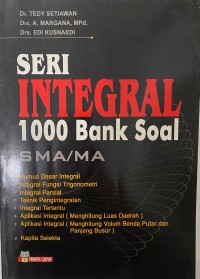 Dr. TEDY SETIAWAN
Drs. A. MARGANA, MPd.
Drs. EDI KUSNAEDI
SERI
INTEGRAL
1000 Bank Soal
SMA/MA
Rumus Dasar Integral
Integral Fungsi Trigonometri
Integral Parsial
Teknik Pengintegralan
Integral Tertentu
Aplikasi Integral ( Menghitung Luas Daerah )
Aplikasi Integral ( Menghitung Volum Benda Putar dan
Panjang Busur )
Kapita Selekta